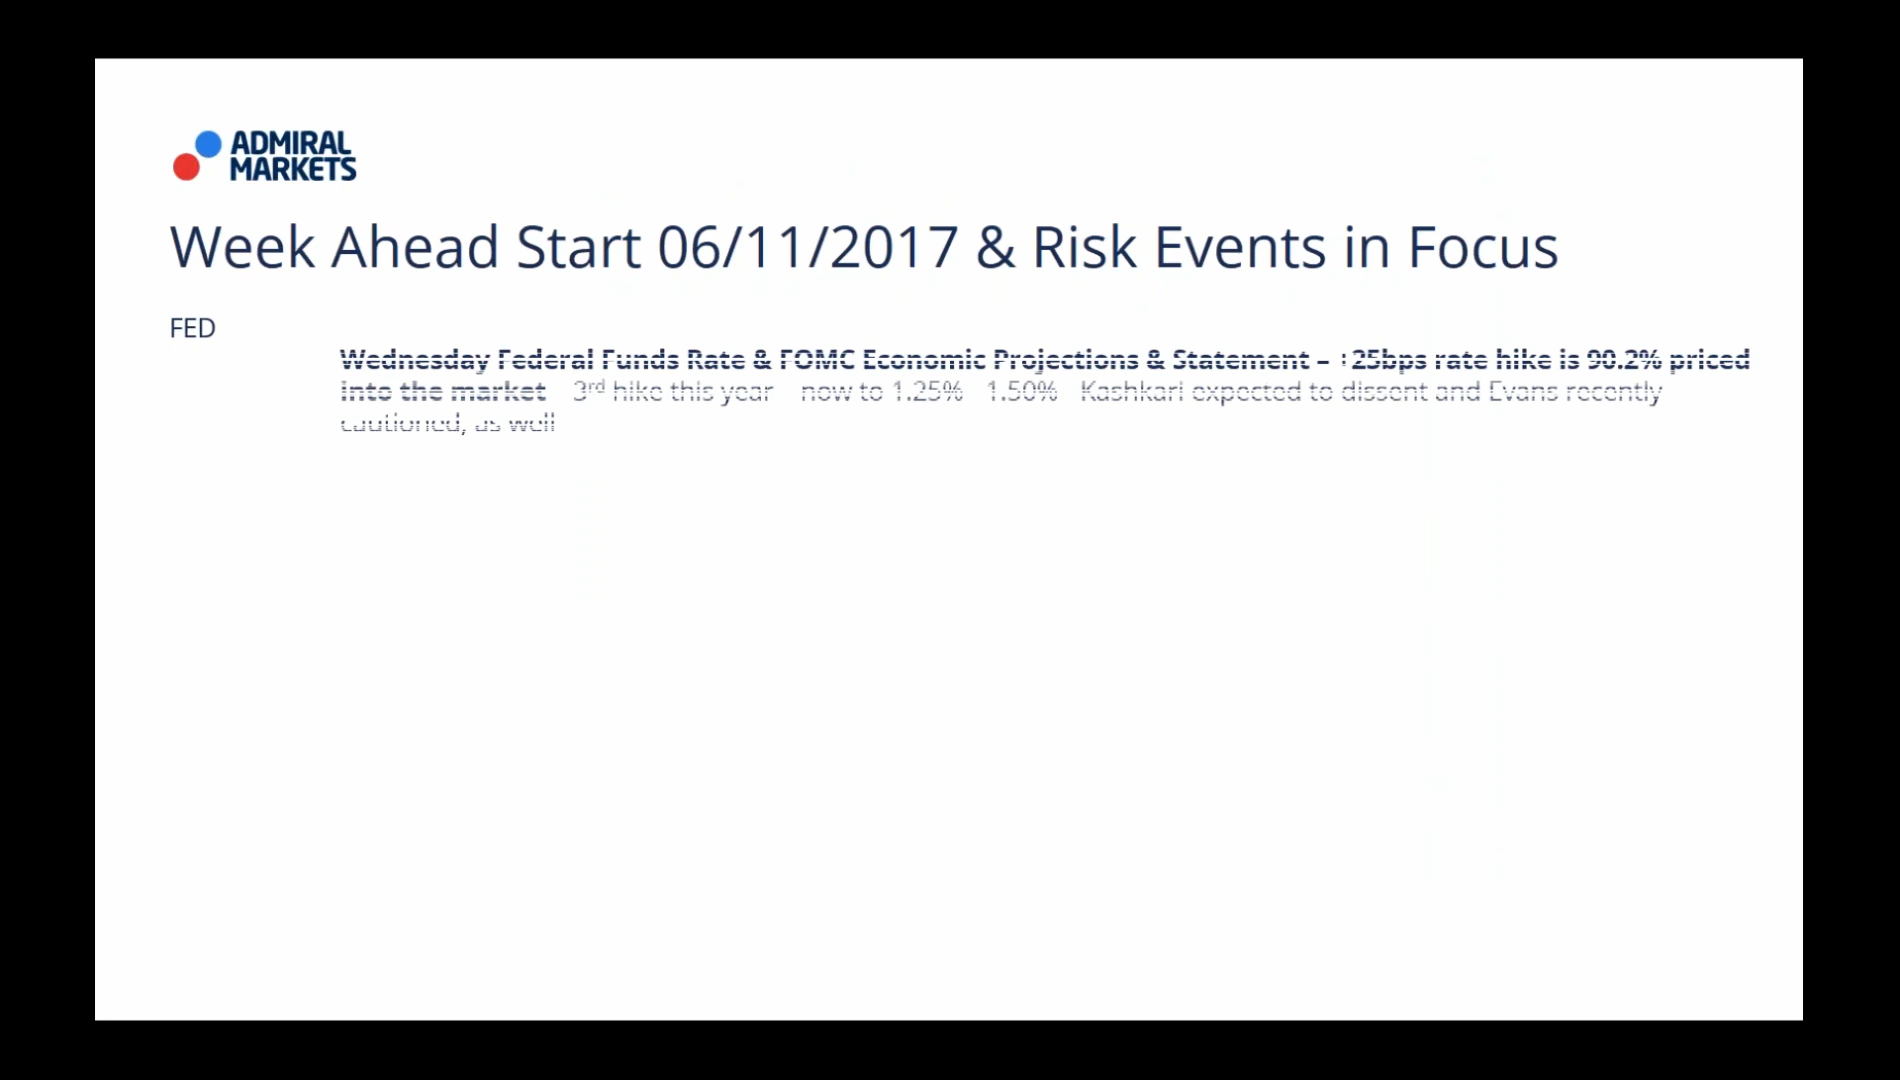 ADMIRAL
MARKETS
Week Ahead Start 06/11/2017 & Risk Events in Focus
FED
Wednesday Federal Funds Rate & FOMC Economic Projections & Statement – +25bps rate hike is 90.2% priced
into the market – 3rd hike this year – now to 1.25% - 1.50% - Kashkari expected to dissent and Evans recently
cautioned, as well